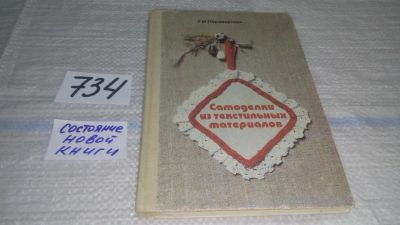 734
СОСТОЯНИЕ
НОВОЙ
КНИГИ
Самоделки
из текстильных
материалов